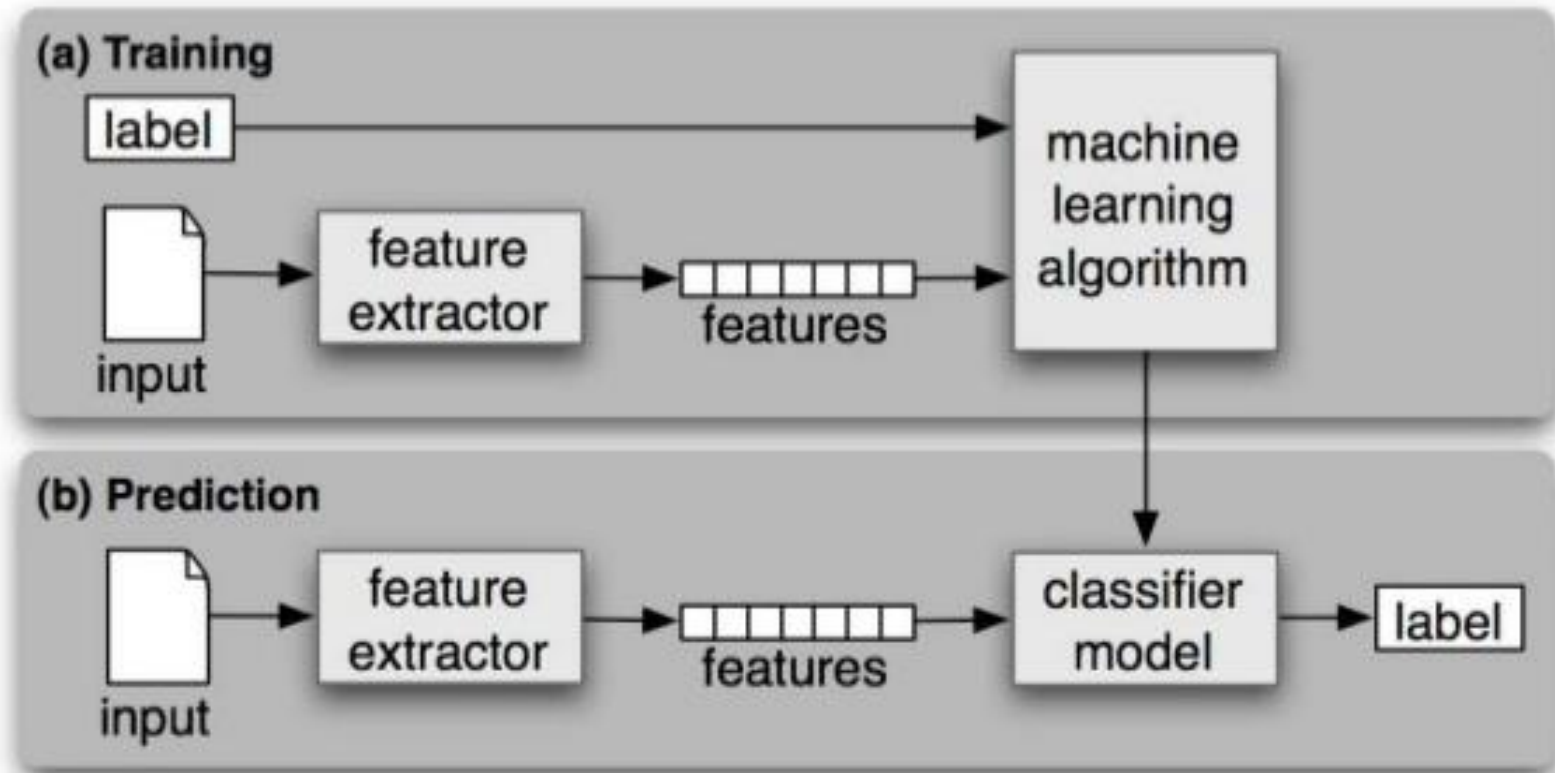 (a) Training
label
machine
learning
algorithm
feature
extractor
features
input
(b) Prediction
feature
extractor
features
input
classifier
model
label